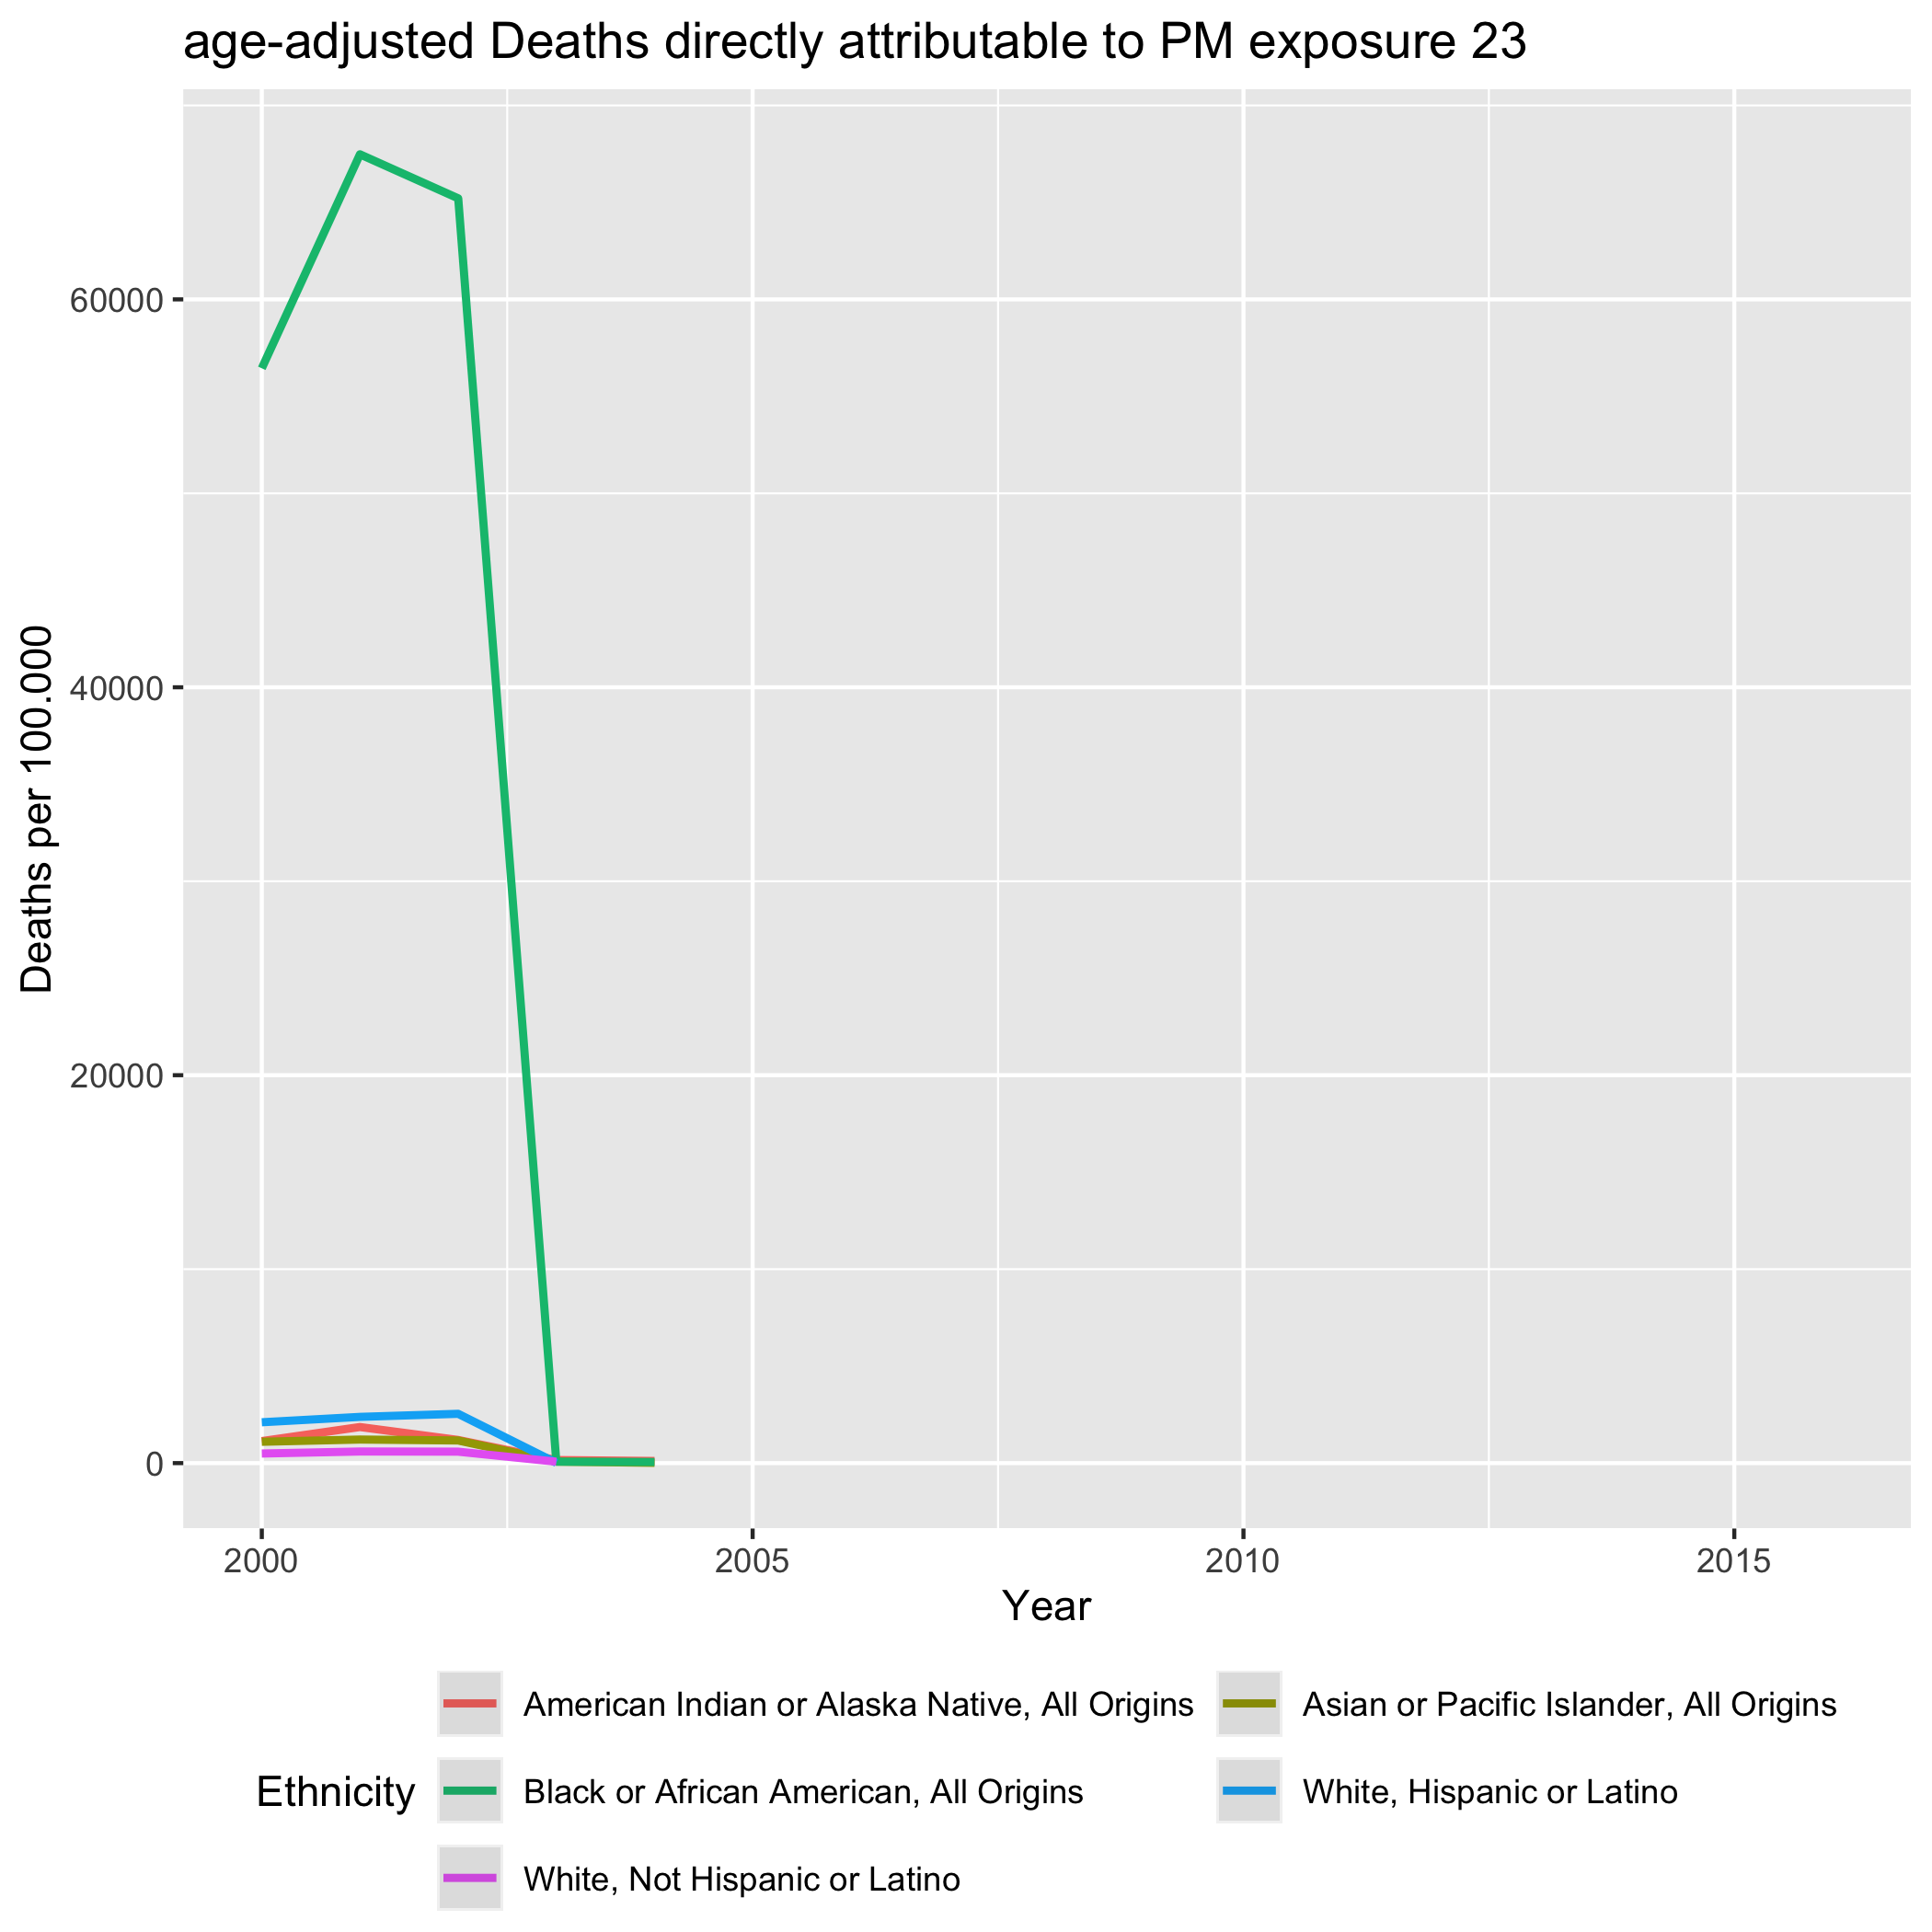 age-adjusted Deaths directly attributable to PM exposure 23
Deaths per 100.000
60000
40000
20000
0
2000 2005 2010 2015
Year
Ethnicity
American Indian or Alaska Native, All Origins
Asian or Pacific Islander, All Origins
Black or African American, All Origins
White, Hispanic or Latino
White, Not Hispanic or Latino